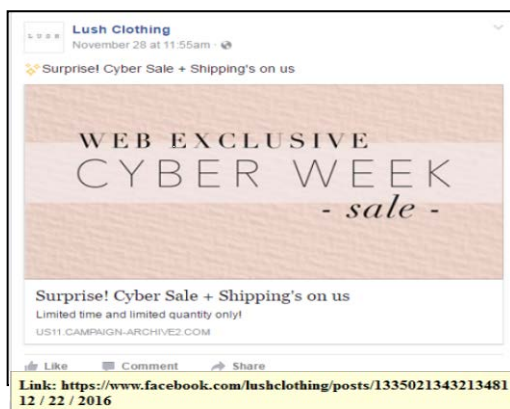 LUSH
Lush Clothing
November 28 at 11:55am ·
Surprise! Cyber Sale + Shipping's on us
WEB EXCLUSIVE
CYBER WEEK
- sale -
Surprise! Cyber Sale + Shipping's on us
Limited time and limited quantity only!
US11.CAMPAIGN-ARCHIVE2.COM
Like Comment Share
Link: https://www.facebook.com/lushclothing/posts/1335021343213481
12 / 22 / 2016